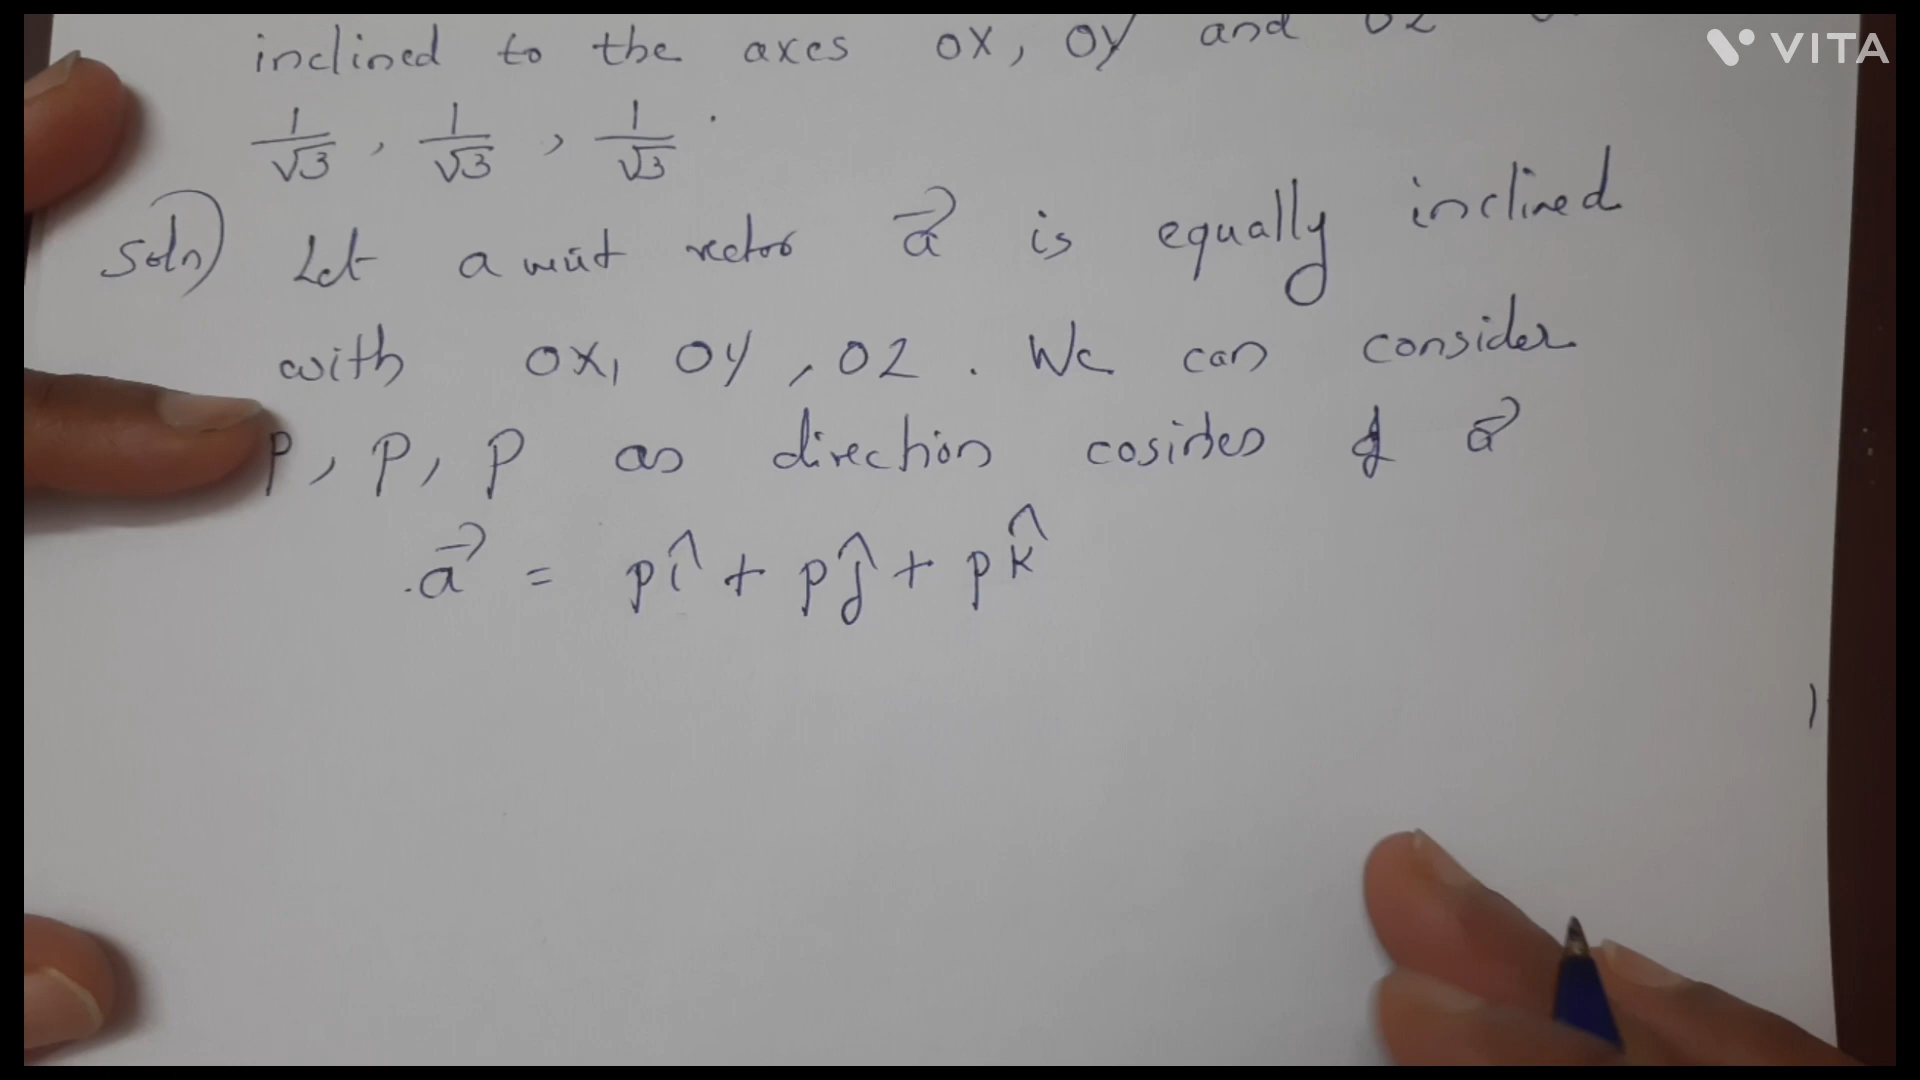 inclined to the axes OX, OY and OZ
VITA
1/√3, 1/√3, 1/√3.
Soln) Let a unit vector a⃗ is equally inclined
with OX, OY, OZ. We can consider
P, P, P as direction cosines of a⃗
a⃗ = pî + pĵ + pk̂